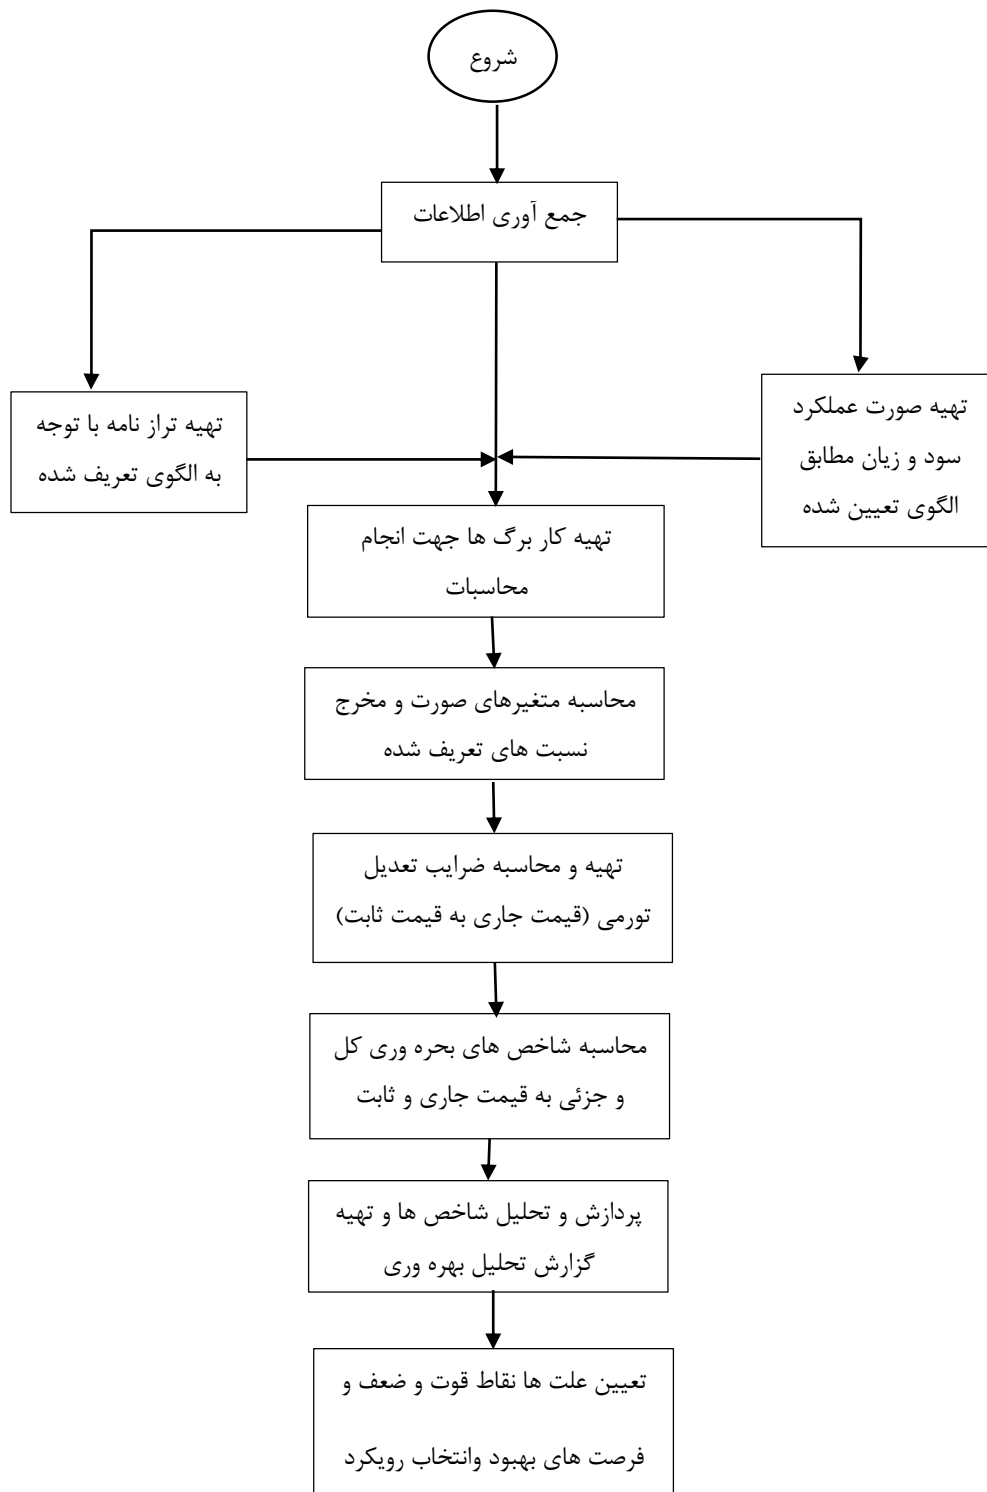 شروع
جمع آوری اطلاعات
تهیه صورت عملکرد
سود و زیان مطابق
الگوی تعیین شده
تهیه تراز نامه با توجه
به الگوی تعریف شده
تهیه کار برگ ها جهت انجام
محاسبات
محاسبه متغیرهای صورت و مخرج
نسبت های تعریف شده
تهیه و محاسبه ضرایب تعدیل
تورمی (قیمت جاری به قیمت ثابت)
محاسبه شاخص های بحره وری کل
و جزئی به قیمت جاری و ثابت
پردازش و تحلیل شاخص ها و تهیه
گزارش تحلیل بهره وری
تعیین علت ها نقاط قوت و ضعف و
فرصت های بهبود وانتخاب رویکرد